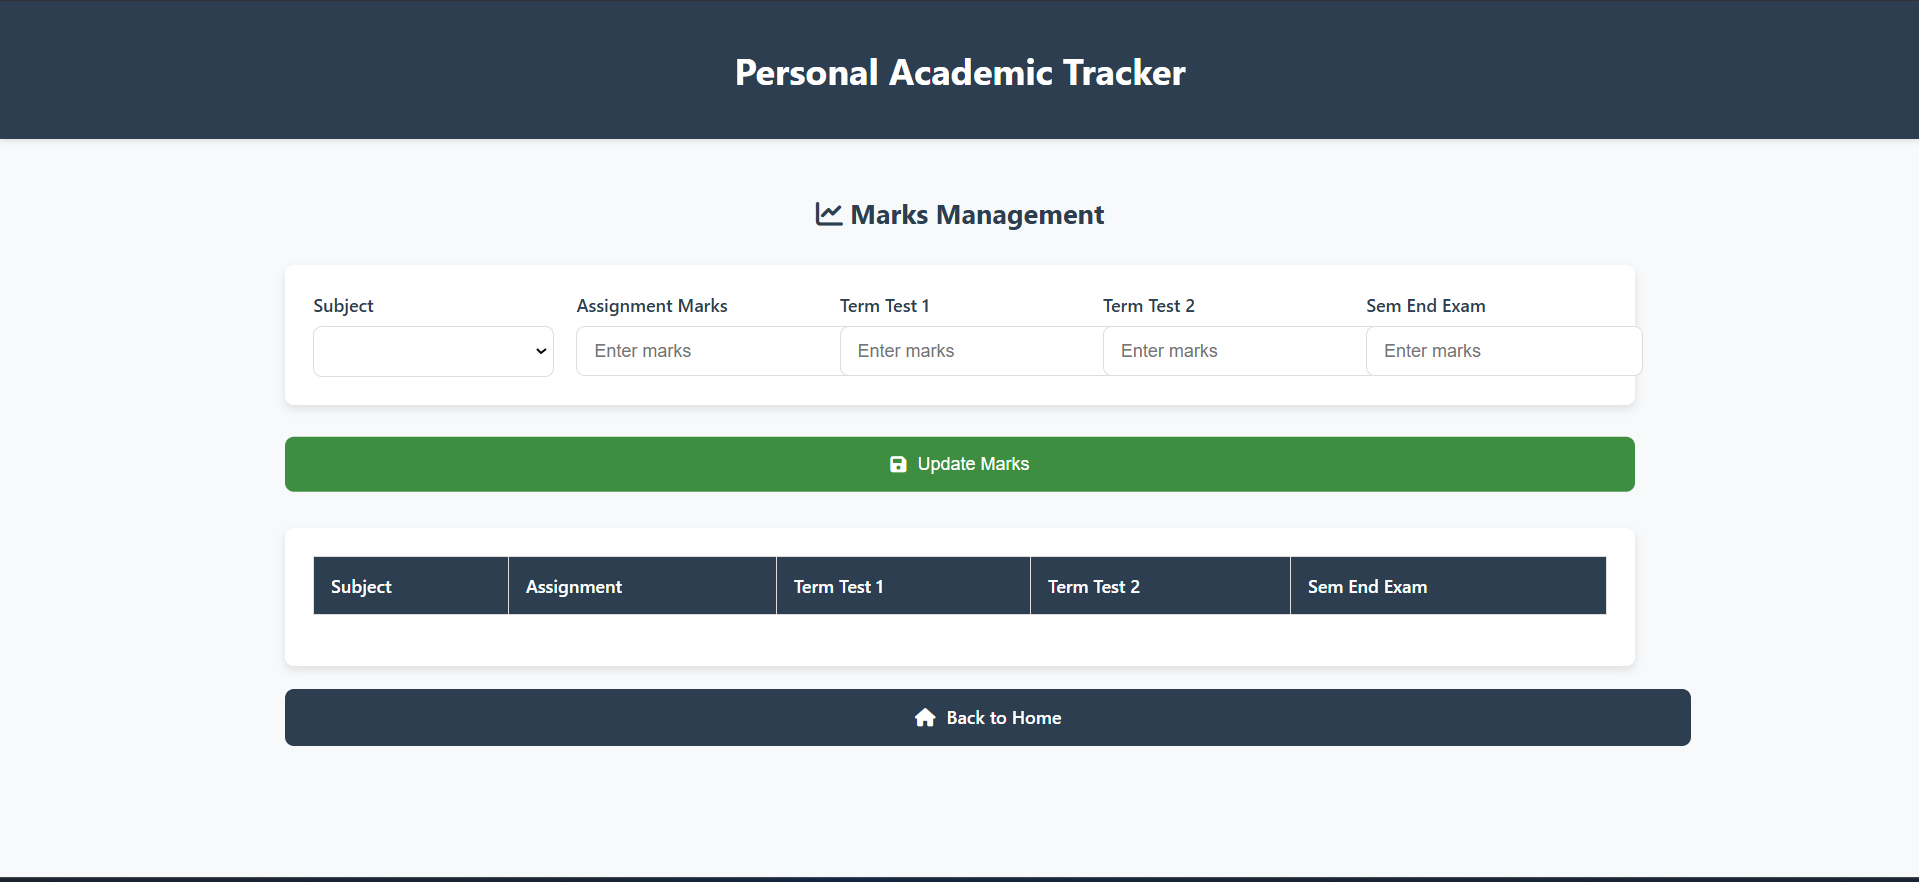 Personal Academic Tracker
Marks Management
Subject Assignment Marks Term Test 1 Term Test 2 Sem End Exam
Enter marks Enter marks Enter marks Enter marks
Update Marks
Subject Assignment Term Test 1 Term Test 2 Sem End Exam
Back to Home